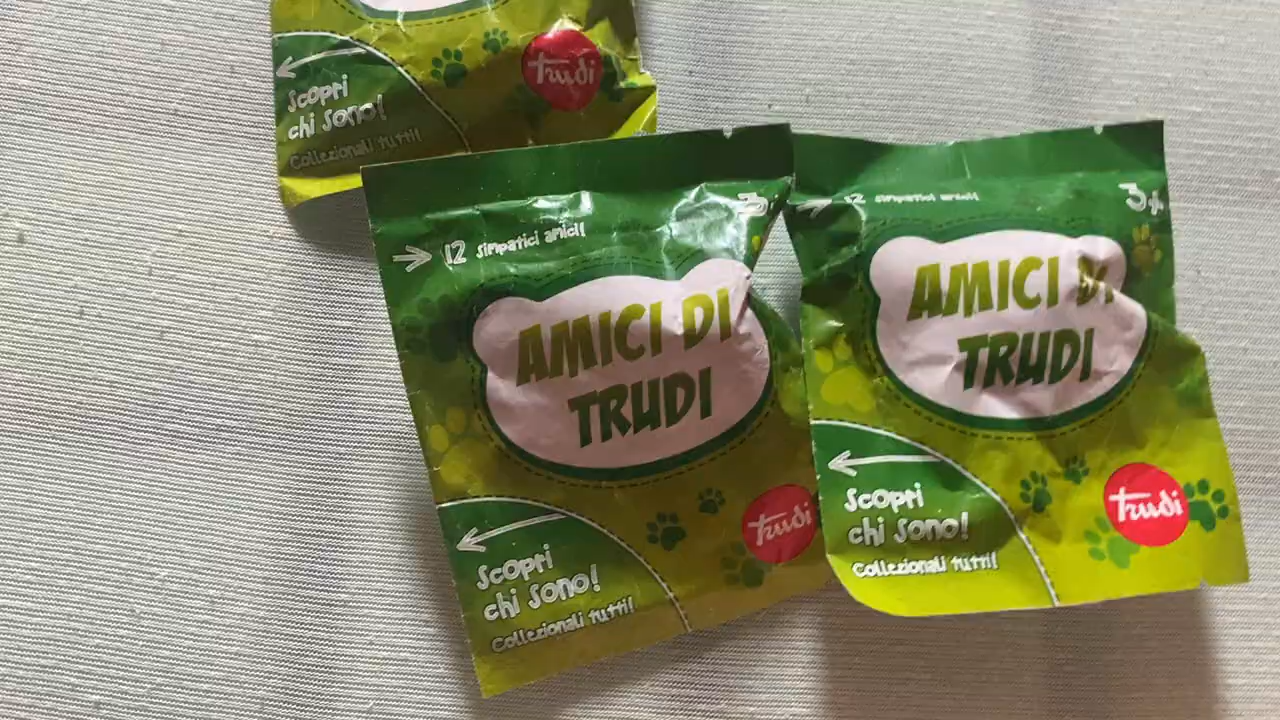 Trudi
Scopri
chi sono!
Collezionali tutti!
→ 12 simpatici amici!
3+
AMICI DI
TRUDI
Trudi
Scopri
chi sono!
Collezionali tutti!
→ 12 simpatici amici!
3+
AMICI DI
TRUDI
Trudi
Scopri
chi sono!
Collezionali tutti!